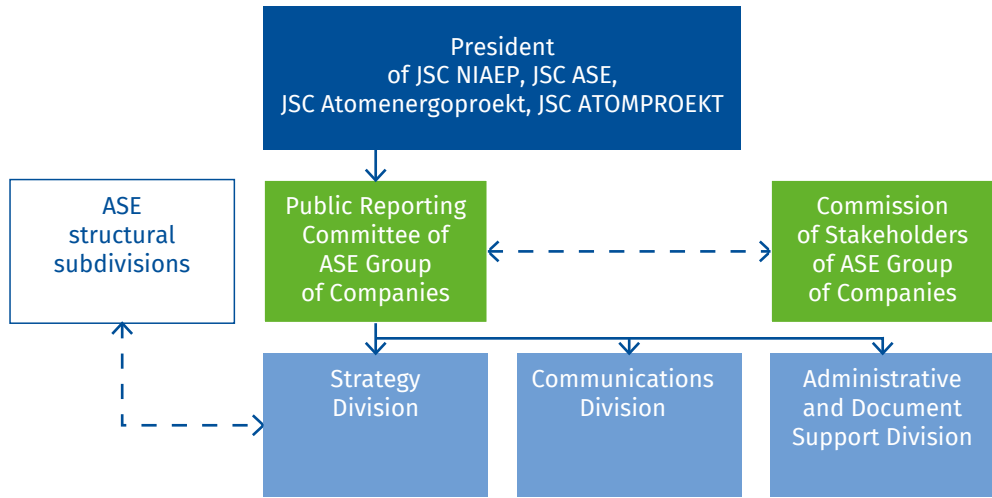 President
of JSC NIAEP, JSC ASE,
JSC Atomenergoproekt, JSC ATOMPROEKT
ASE
structural
subdivisions
Public Reporting
Committee of
ASE Group
of Companies
Commission
of Stakeholders
of ASE Group
of Companies
Strategy
Division
Communications
Division
Administrative
and Document
Support Division